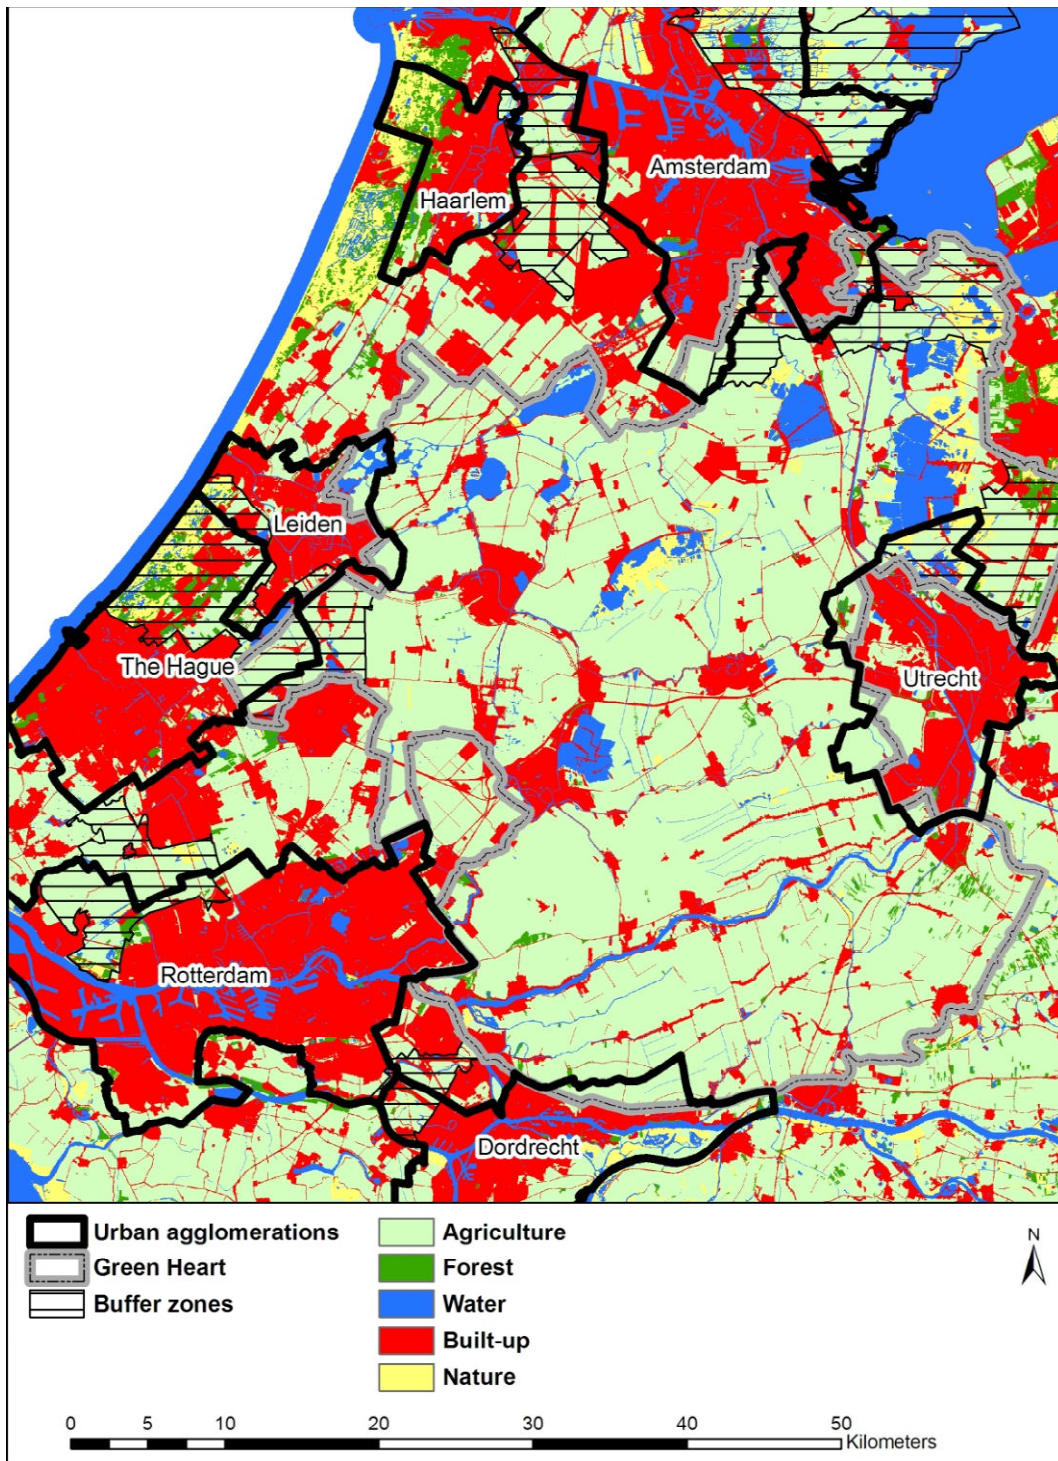 Amsterdam
Haarlem
Leiden
The Hague
Utrecht
Rotterdam
Dordrecht
Urban agglomerations
Green Heart
Buffer zones
Agriculture
Forest
Water
Built-up
Nature
N
0 5 10 20 30 40 50
Kilometers